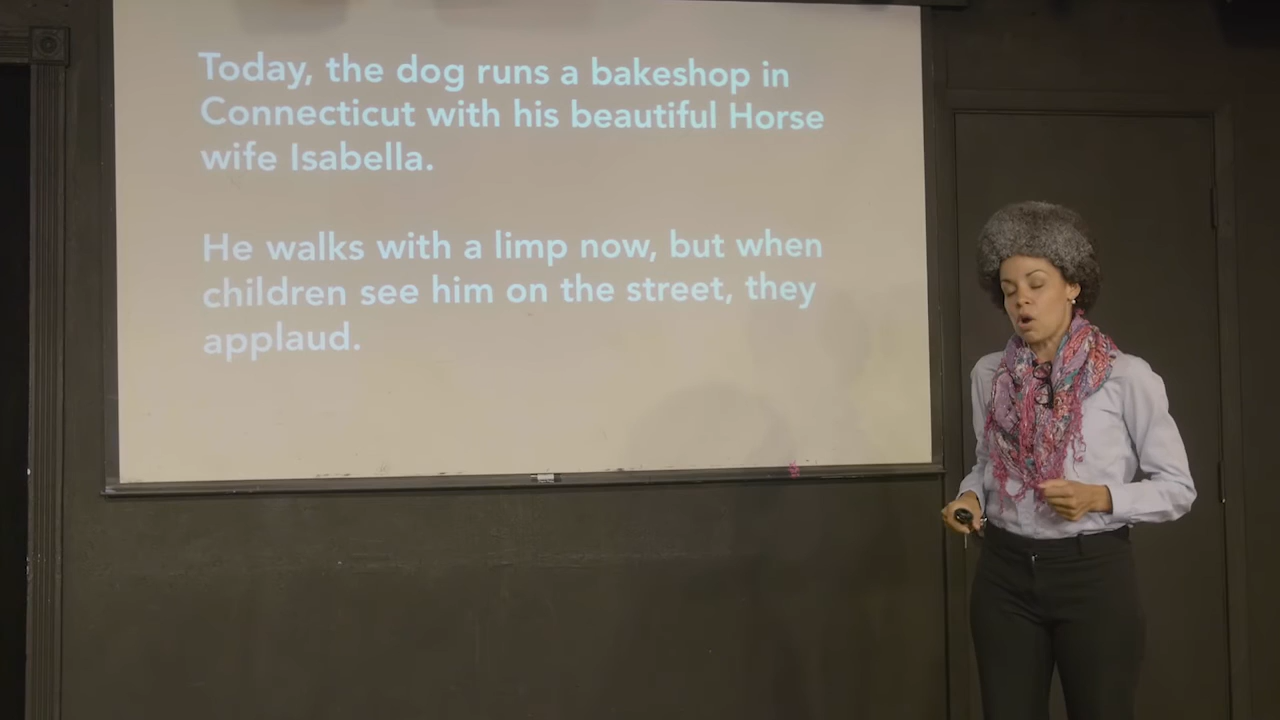 Today, the dog runs a bakeshop in
Connecticut with his beautiful Horse
wife Isabella.
He walks with a limp now, but when
children see him on the street, they
applaud.